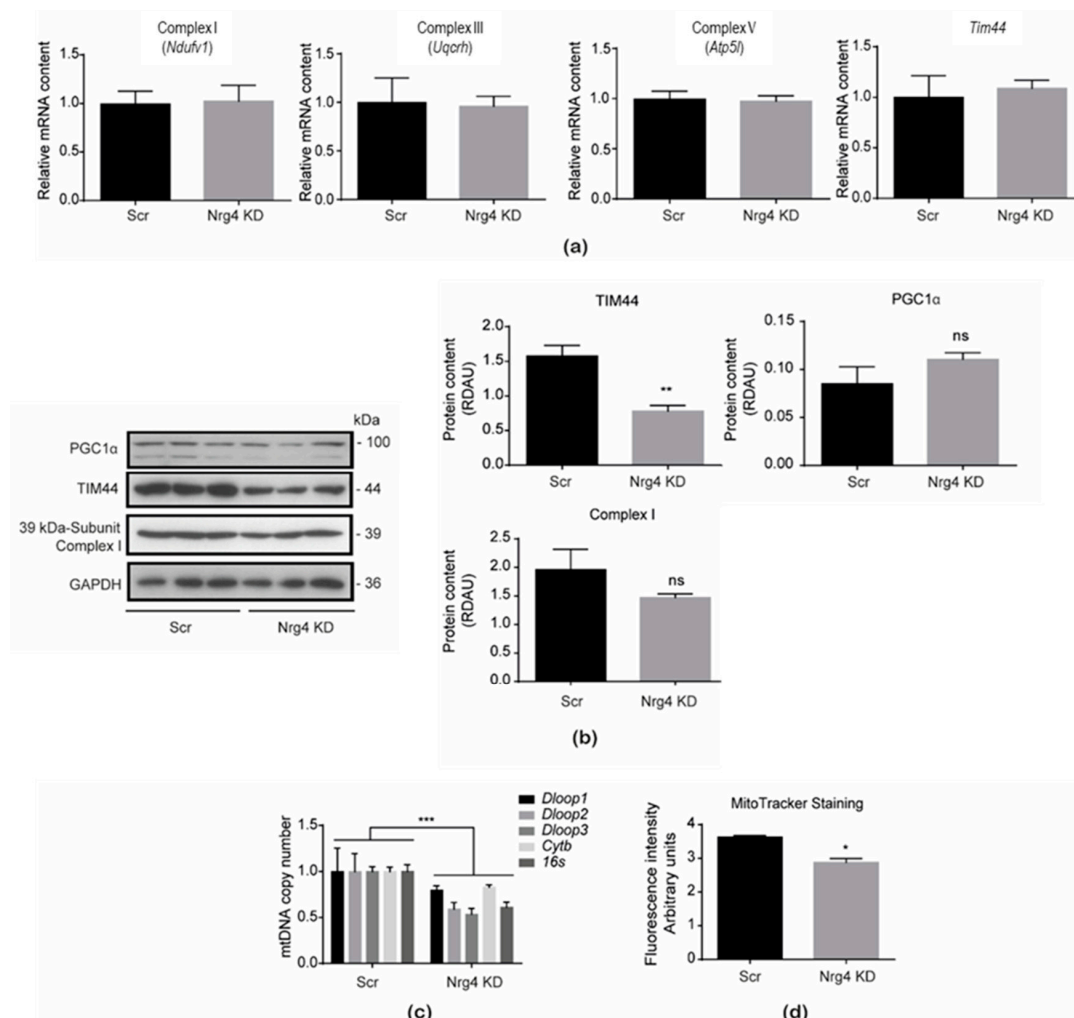 Complex I
(Ndufv1)
Relative mRNA content
1.5
1.0
0.5
0.0
Scr
Nrg4 KD
Complex III
(Uqcrh)
Relative mRNA content
1.5
1.0
0.5
0.0
Scr
Nrg4 KD
Complex V
(Atp5l)
Relative mRNA content
1.5
1.0
0.5
0.0
Scr
Nrg4 KD
Tim44
Relative mRNA content
1.5
1.0
0.5
0.0
Scr
Nrg4 KD
(a)
kDa
PGC1α
- 100
TIM44
- 44
39 kDa-Subunit
Complex I
- 39
GAPDH
- 36
Scr
Nrg4 KD
TIM44
Protein content
(RDAU)
2.0
1.5
1.0
0.5
0.0
**
Scr
Nrg4 KD
PGC1α
Protein content
(RDAU)
0.15
0.10
0.05
0.00
ns
Scr
Nrg4 KD
Complex I
Protein content
(RDAU)
2.5
2.0
1.5
1.0
0.5
0.0
ns
Scr
Nrg4 KD
(b)
mtDNA copy number
1.5
1.0
0.5
0.0
***
Dloop1
Dloop2
Dloop3
Cytb
16s
Scr
Nrg4 KD
(c)
MitoTracker Staining
Fluorescence intensity
Arbitrary units
4
3
2
1
0
*
Scr
Nrg4 KD
(d)